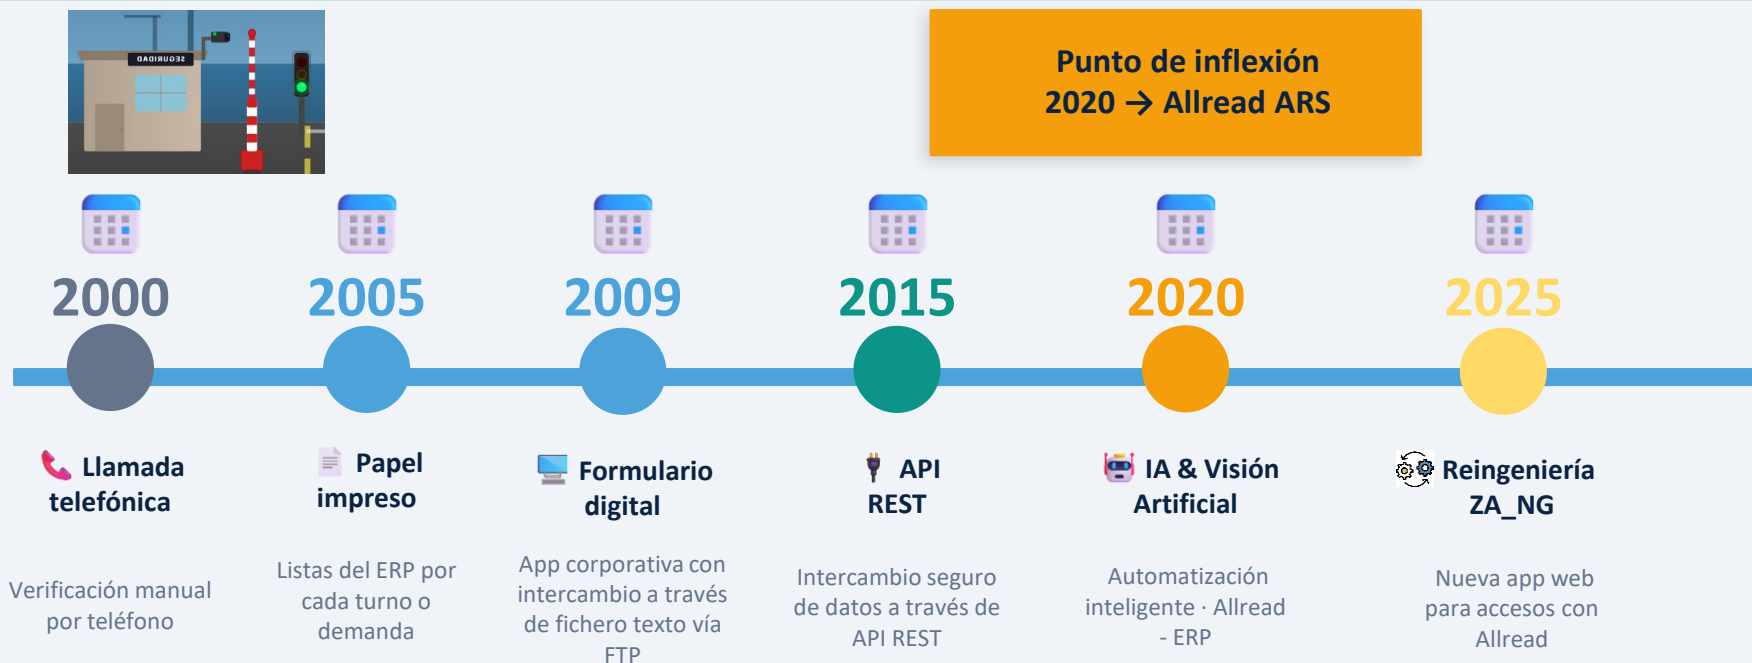 SEGURIDAD
Punto de inflexión
2020 → Allread ARS
2000
2005
2009
2015
2020
2025
Llamada
telefónica
Papel
impreso
Formulario
digital
API
REST
IA & Visión
Artificial
Reingeniería
ZA_NG
Verificación manual
por teléfono
Listas del ERP por
cada turno o
demanda
App corporativa con
intercambio a través
de fichero texto vía
FTP
Intercambio seguro
de datos a través de
API REST
Automatización
inteligente · Allread
- ERP
Nueva app web
para accesos con
Allread